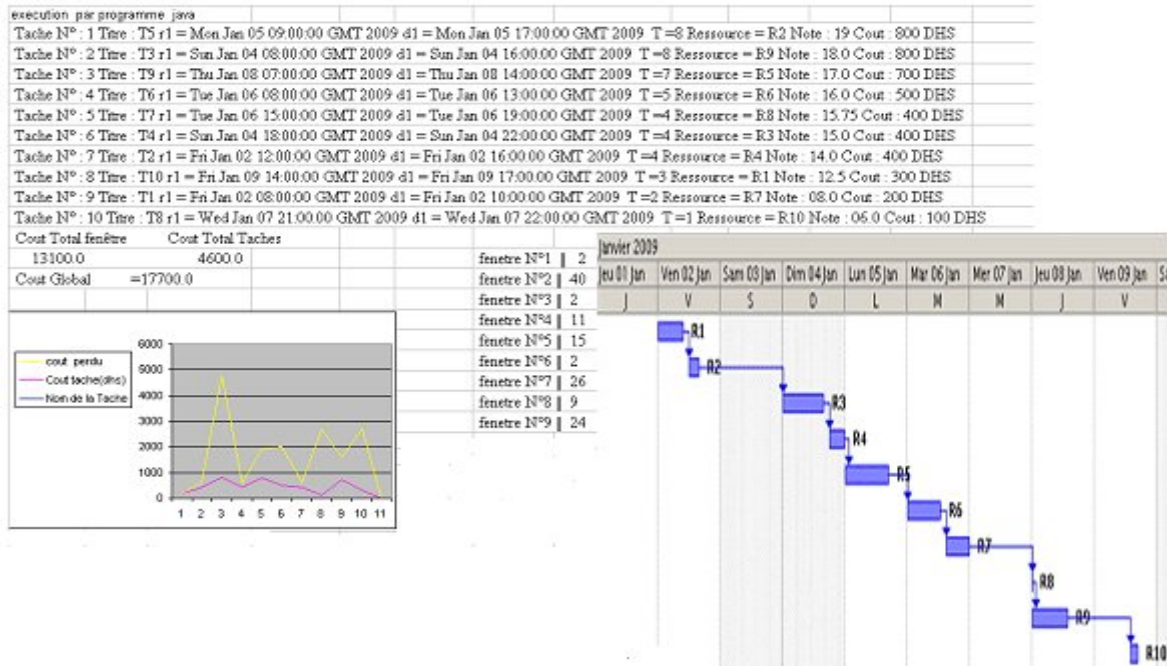 execution par programme java
Tache N° : 1 Titre : T5 r1 = Mon Jan 05 09:00:00 GMT 2009 d1 = Mon Jan 05 17:00:00 GMT 2009 T =8 Ressource = R2 Note : 19 Cout : 800 DHS
Tache N° : 2 Titre : T3 r1 = Sun Jan 04 08:00:00 GMT 2009 d1 = Sun Jan 04 16:00:00 GMT 2009 T =8 Ressource = R9 Note : 18.0 Cout : 800 DHS
Tache N° : 3 Titre : T9 r1 = Thu Jan 08 07:00:00 GMT 2009 d1 = Thu Jan 08 14:00:00 GMT 2009 T =7 Ressource = R5 Note : 17.0 Cout : 700 DHS
Tache N° : 4 Titre : T6 r1 = Tue Jan 06 08:00:00 GMT 2009 d1 = Tue Jan 06 13:00:00 GMT 2009 T =5 Ressource = R6 Note : 16.0 Cout : 500 DHS
Tache N° : 5 Titre : T7 r1 = Tue Jan 06 15:00:00 GMT 2009 d1 = Tue Jan 06 19:00:00 GMT 2009 T =4 Ressource = R8 Note : 15.75 Cout : 400 DHS
Tache N° : 6 Titre : T4 r1 = Sun Jan 04 18:00:00 GMT 2009 d1 = Sun Jan 04 22:00:00 GMT 2009 T =4 Ressource = R3 Note : 15.0 Cout : 400 DHS
Tache N° : 7 Titre : T2 r1 = Fri Jan 02 12:00:00 GMT 2009 d1 = Fri Jan 02 16:00:00 GMT 2009 T =4 Ressource = R4 Note : 14.0 Cout : 400 DHS
Tache N° : 8 Titre : T10 r1 = Fri Jan 09 14:00:00 GMT 2009 d1 = Fri Jan 09 17:00:00 GMT 2009 T =3 Ressource = R1 Note : 12.5 Cout : 300 DHS
Tache N° : 9 Titre : T1 r1 = Fri Jan 02 08:00:00 GMT 2009 d1 = Fri Jan 02 10:00:00 GMT 2009 T =2 Ressource = R7 Note : 08.0 Cout : 200 DHS
Tache N° : 10 Titre : T8 r1 = Wed Jan 07 21:00:00 GMT 2009 d1 = Wed Jan 07 22:00:00 GMT 2009 T =1 Ressource = R10 Note : 06.0 Cout : 100 DHS
Cout Total fenêtre Cout Total Taches
13100.0 4600.0
Cout Global =17700.0
fenetre N°1 || 2
fenetre N°2 || 40
fenetre N°3 || 2
fenetre N°4 || 11
fenetre N°5 || 15
fenetre N°6 || 2
fenetre N°7 || 26
fenetre N°8 || 9
fenetre N°9 || 24
cout perdu
Cout tache(dhs)
Nom de la Tache
6000
5000
4000
3000
2000
1000
0
1 2 3 4 5 6 7 8 9 10 11
Janvier 2009
Jeu 01 Jan Ven 02 Jan Sam 03 Jan Dim 04 Jan Lun 05 Jan Mar 06 Jan Mer 07 Jan Jeu 08 Jan Ven 09 Jan
J V S D L M M J V
R1
R2
R3
R4
R5
R6
R7
R8
R9
R10